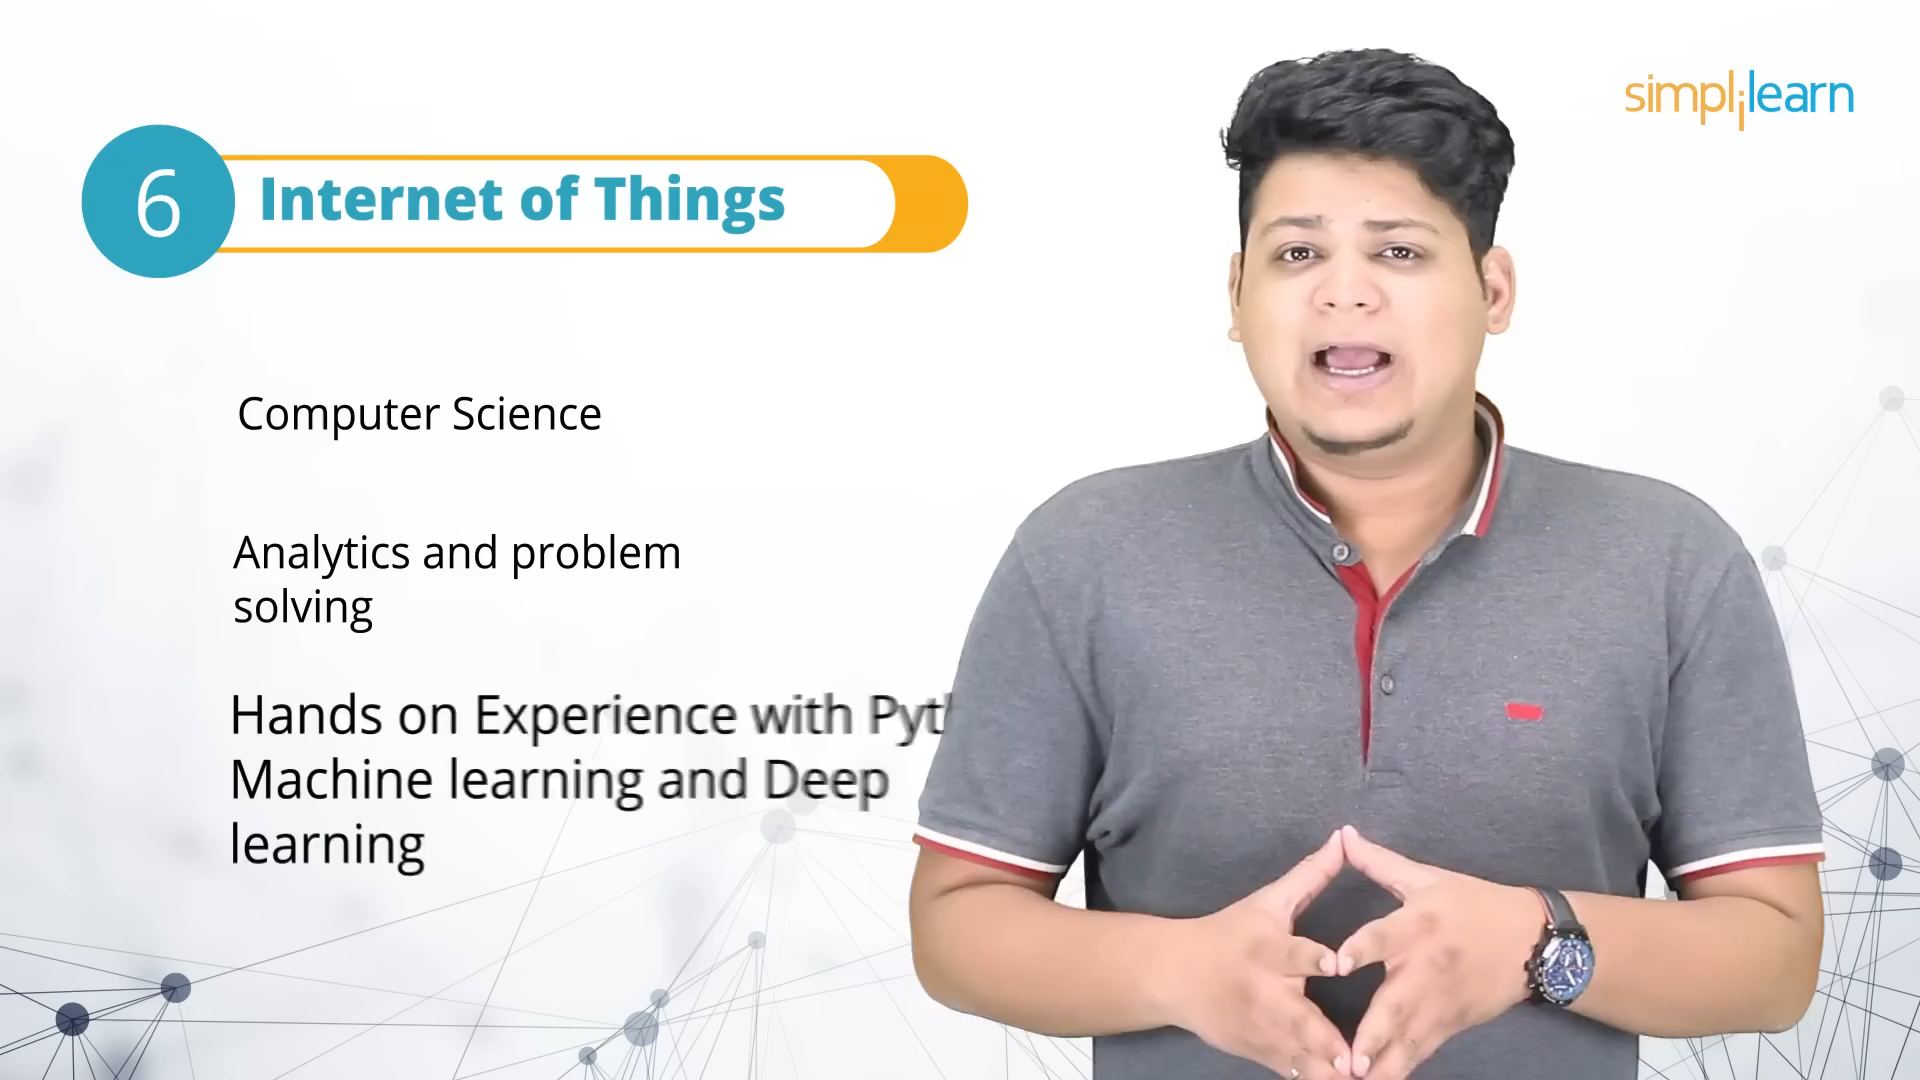 simplilearn
6
Internet of Things
Computer Science
Analytics and problem
solving
Hands on Experience with
Machine learning and Deep
learning